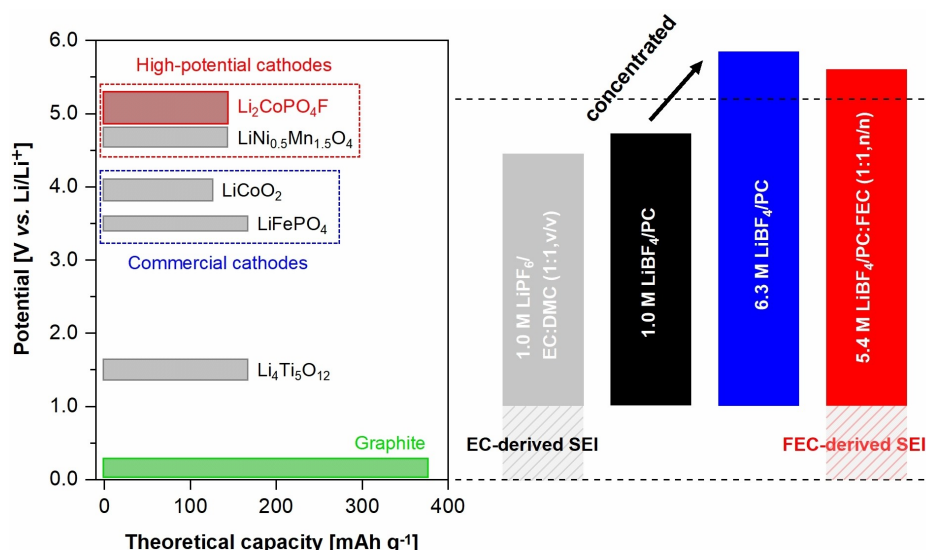 6.0
5.0
4.0
3.0
2.0
1.0
0.0
Potential [V vs. Li/Li⁺]
High-potential cathodes
Li₂CoPO₄F
LiNi₀.₅Mn₁.₅O₄
LiCoO₂
LiFePO₄
Commercial cathodes
Li₄Ti₅O₁₂
Graphite
0 100 200 300 400
Theoretical capacity [mAh g⁻¹]
concentrated
1.0 M LiPF₆/
EC:DMC (1:1,v/v)
1.0 M LiBF₄/PC
6.3 M LiBF₄/PC
5.4 M LiBF₄/PC:FEC (1:1,n/n)
EC-derived SEI
FEC-derived SEI